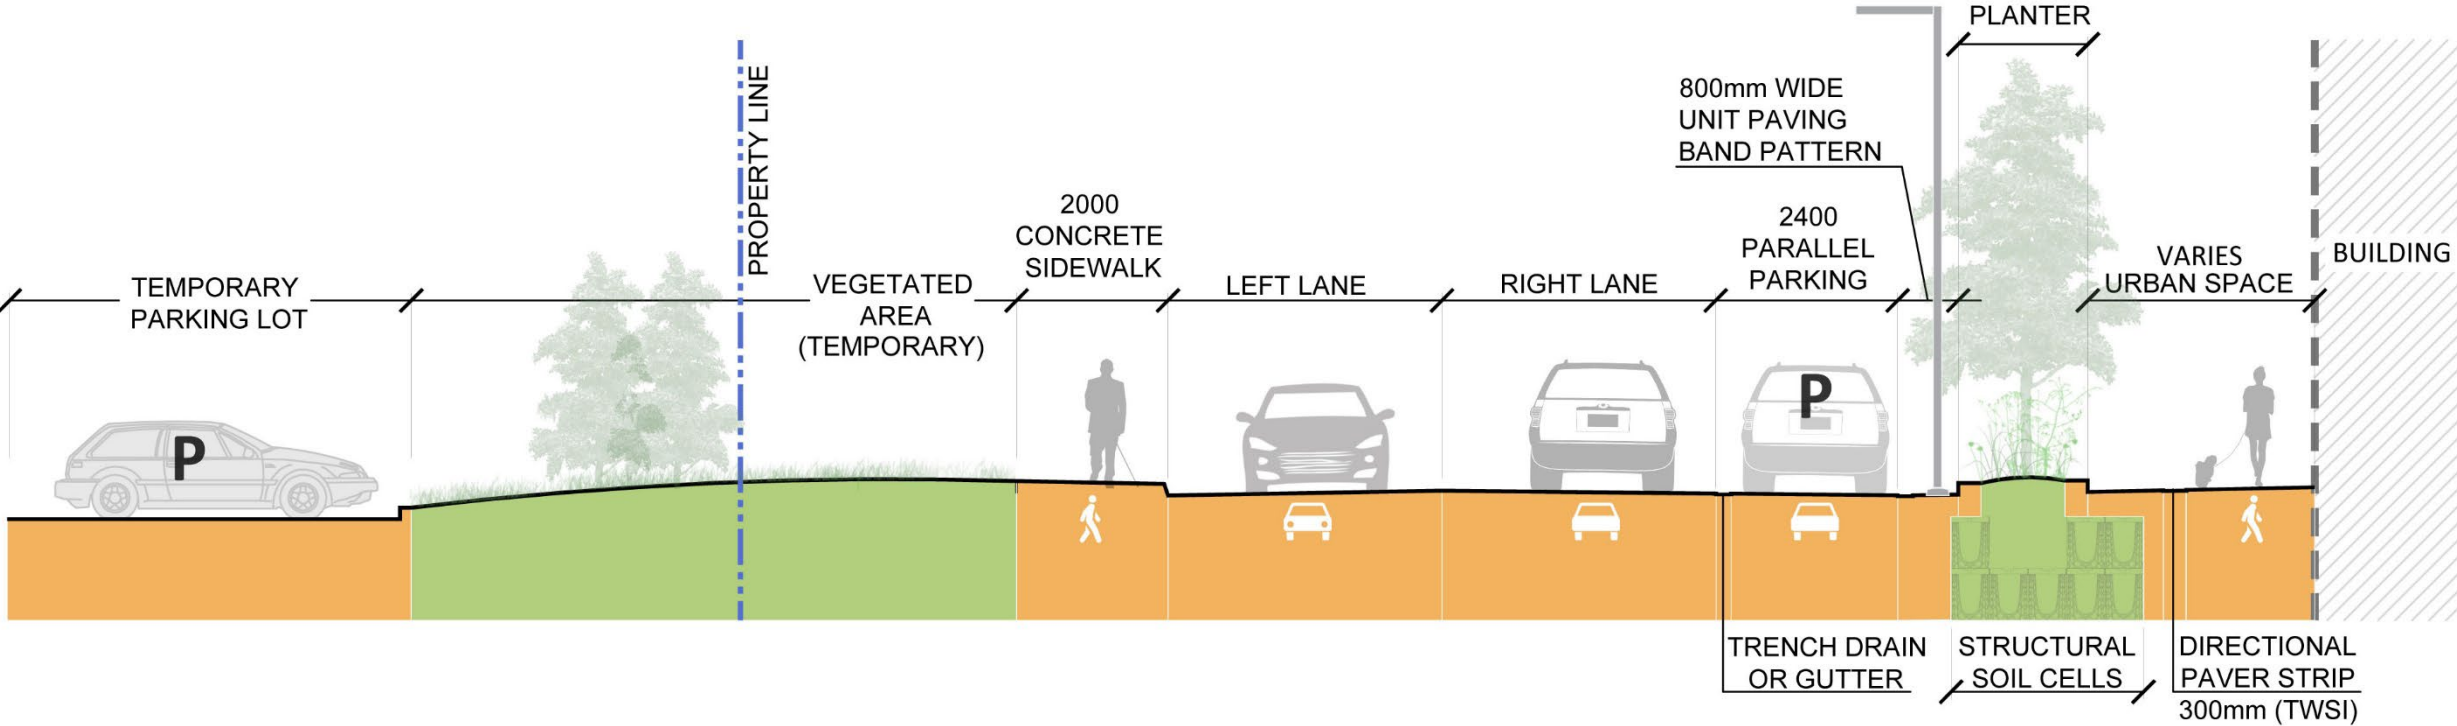 PLANTER
800mm WIDE
UNIT PAVING
BAND PATTERN
PROPERTY LINE
2000
CONCRETE
SIDEWALK
2400
PARALLEL
PARKING
TEMPORARY
PARKING LOT
VEGETATED
AREA
(TEMPORARY)
LEFT LANE
RIGHT LANE
VARIES
URBAN SPACE
BUILDING
P
P
TRENCH DRAIN
OR GUTTER
STRUCTURAL
SOIL CELLS
DIRECTIONAL
PAVER STRIP
300mm (TWSI)